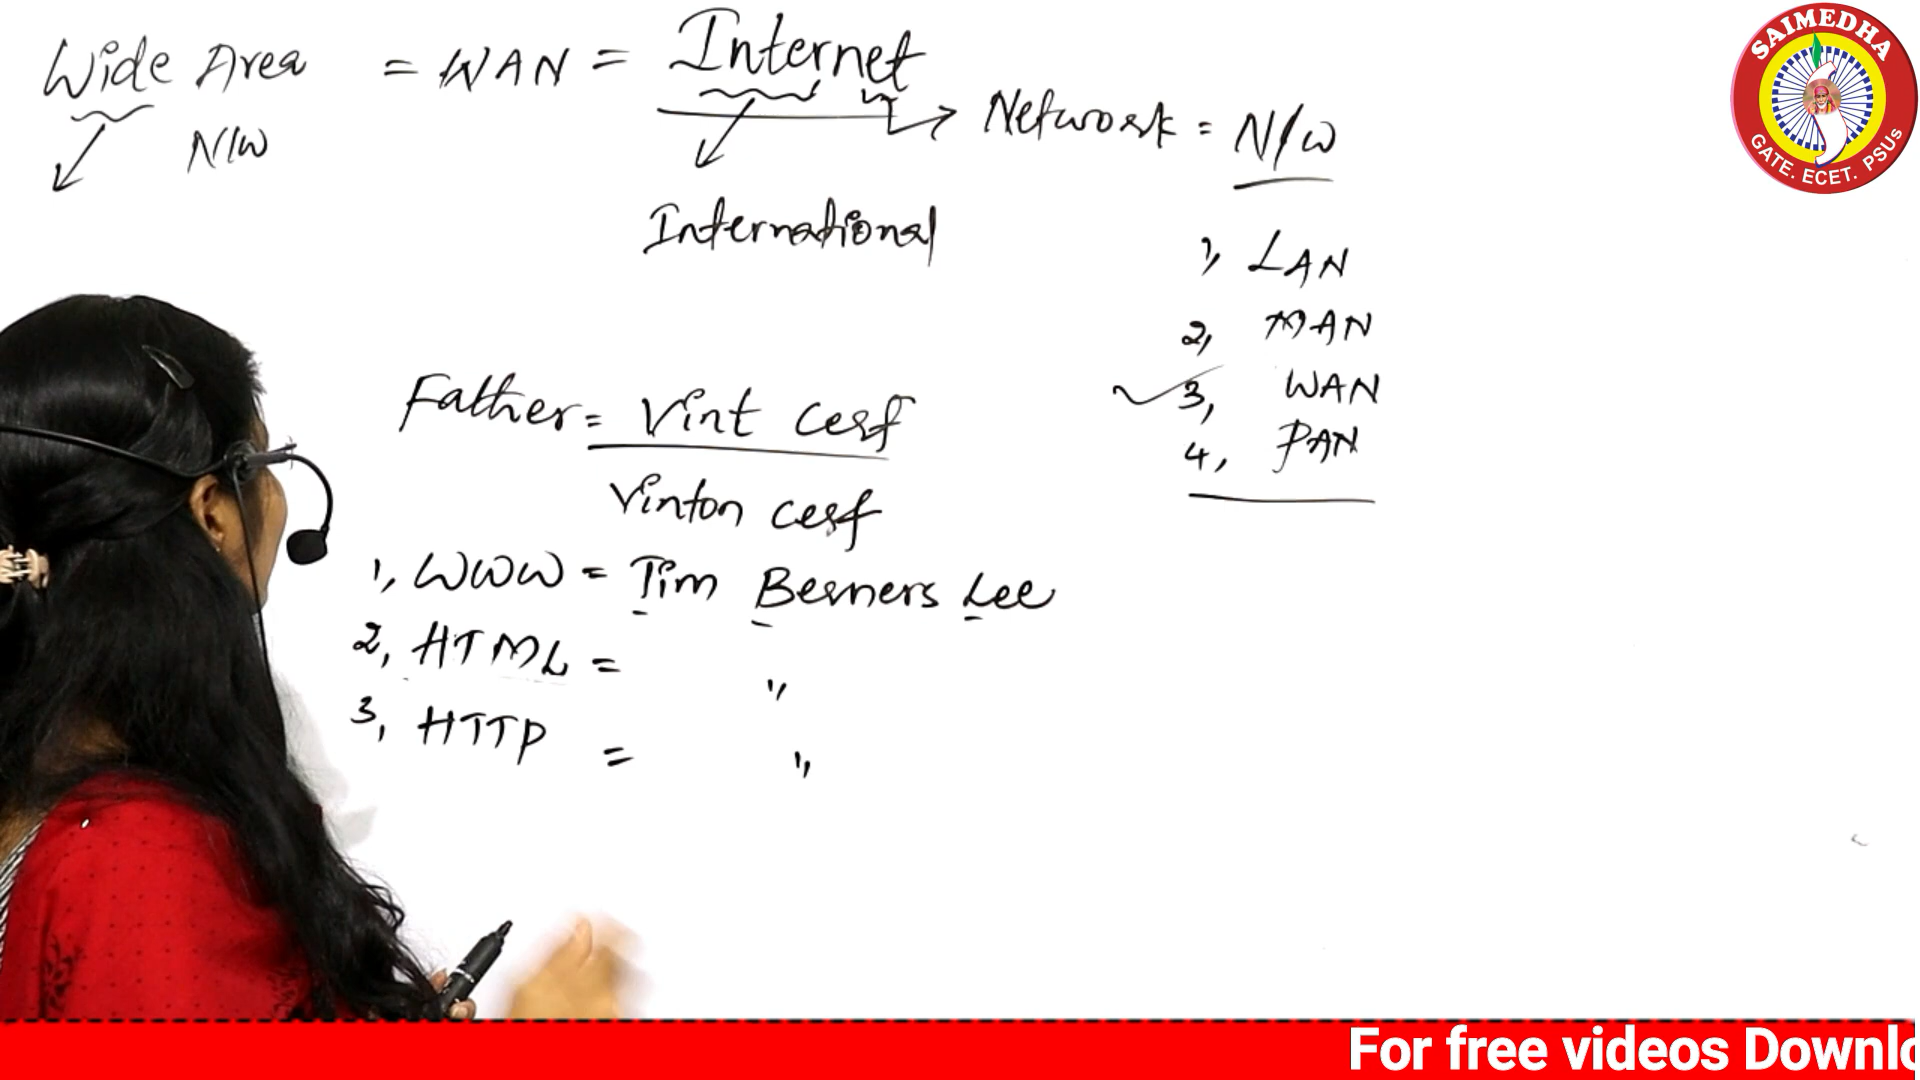 Wide Area = WAN = Internet
N/W
Network = N/W
International
1, LAN
2, MAN
3, WAN
4, PAN
Father = Vint Cerf
Vinton Cerf
1, WWW = Tim Berners Lee
2, HTML = "
3, HTTP = "
SAIMEDHA
GATE. ECET. PSUs
For free videos Downlo